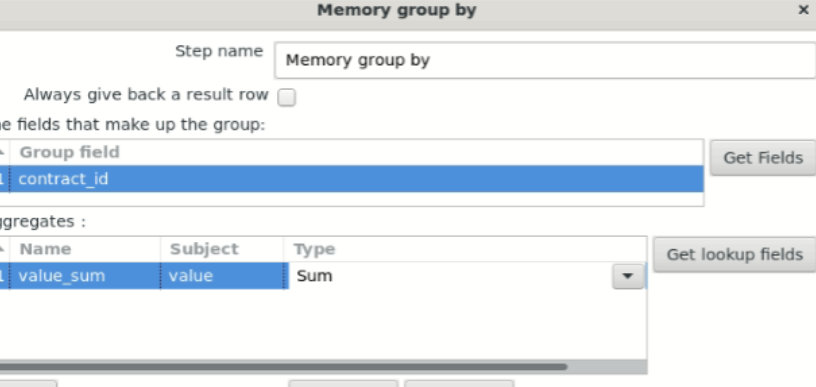 Memory group by
Step name Memory group by
Always give back a result row
fields that make up the group:
Group field Get Fields
1 contract_id
ggregates :
Name Subject Type Get lookup fields
1 value_sum value Sum